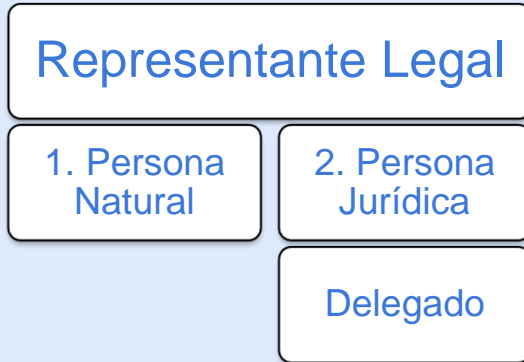 Representante Legal
1. Persona
Natural
2. Persona
Jurídica
Delegado